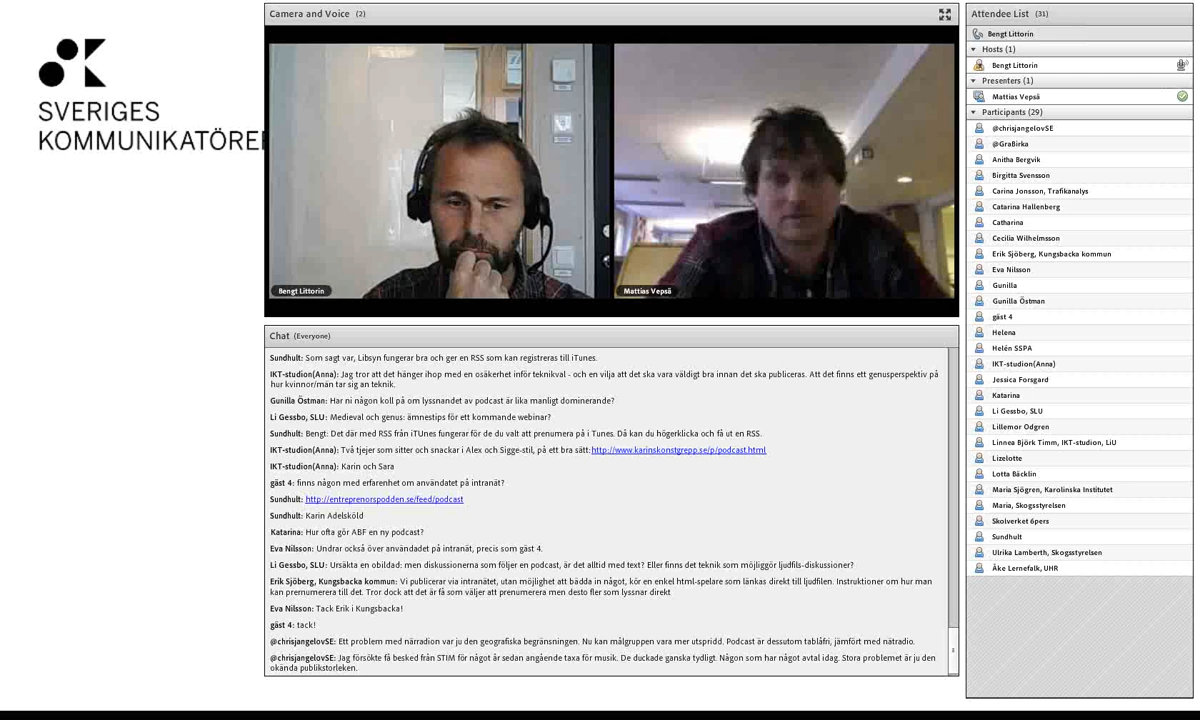 SVERIGES
KOMMUNIKATÖRER
Camera and Voice (2)
Bengt Littorin
Mattias Vepsä
Chat (Everyone)
Sundhult: Som sagt var, Libsyn fungerar bra och ger en RSS som kan registreras till iTunes.
IKT-studion(Anna): Jag tror att det hänger ihop med en osäkerhet inför teknikval - och en vilja att det ska vara väldigt bra innan det ska publiceras. Att det finns ett genusperspektiv på
hur kvinnor/män tar sig an teknik.
Gunilla Östman: Har ni någon koll på om lyssnandet av podcast är lika manligt dominerande?
Li Gessbo, SLU: Medieval och genus: ämnestips för ett kommande webinar?
Sundhult: Bengt: Det där med RSS från iTUnes fungerar för de du valt att prenumera på i Tunes. Då kan du högerklicka och få ut en RSS.
IKT-studion(Anna): Två tjejer som sitter och snackar i Alex och Sigge-stil, på ett bra sätt: http://www.karinskonstgrepp.se/p/podcast.html
IKT-studion(Anna): Karin och Sara
gäst 4: finns någon med erfarenhet om användatet på intranät?
Sundhult: http://entreprenorspodden.se/feed/podcast
Sundhult: Karin Adelsköld
Katarina: Hur ofta gör ABF en ny podcast?
Eva Nilsson: Undrar också över användadet på intranät, precis som gäst 4.
Li Gessbo, SLU: Ursäkta en obildad: men diskussionerna som följer en podcast, är det alltid med text? Eller finns det teknik som möjliggör ljudfils-diskussioner?
Erik Sjöberg, Kungsbacka kommun: Vi publicerar via intranätet, utan möjlighet att bädda in något, kör en enkel html-spelare som länkas direkt till ljudfilen. Instruktioner om hur man
kan prernumerera till det. Tror dock att det är få som väljer att prenumerera men desto fler som lyssnar direkt
Eva Nilsson: Tack Erik i Kungsbacka!
gäst 4: tack!
@chrisjangelovSE: Ett problem med närradion var ju den geografiska begränsningen. Nu kan målgruppen vara mer utspridd. Podcast är dessutom tablåfri, jämfört med nätradio.
@chrisjangelovSE: Jag försökte få besked från STIM för något år sedan angående taxa för musik. De duckade ganska tydligt. Någon som har något avtal idag. Stora problemet är ju den
okända publikstorleken.
Attendee List (31)
Bengt Littorin
Hosts (1)
Bengt Littorin
Presenters (1)
Mattias Vepsä
Participants (29)
@chrisjangelovSE
@GraBirka
Anitha Bergvik
Birgitta Svensson
Carina Jonsson, Trafikanalys
Catarina Hallenberg
Catharina
Cecilia Wilhelmsson
Erik Sjöberg, Kungsbacka kommun
Eva Nilsson
Gunilla
Gunilla Östman
gäst 4
Helena
Helén SSPA
IKT-studion(Anna)
Jessica Forsgard
Katarina
Li Gessbo, SLU
Lillemor Odgren
Linnea Björk Timm, IKT-studion, LiU
Lizelotte
Lotta Bäcklin
Maria Sjögren, Karolinska Institutet
Maria, Skogsstyrelsen
Skolverket 6pers
Sundhult
Ulrika Lamberth, Skogsstyrelsen
Åke Lernefalk, UHR